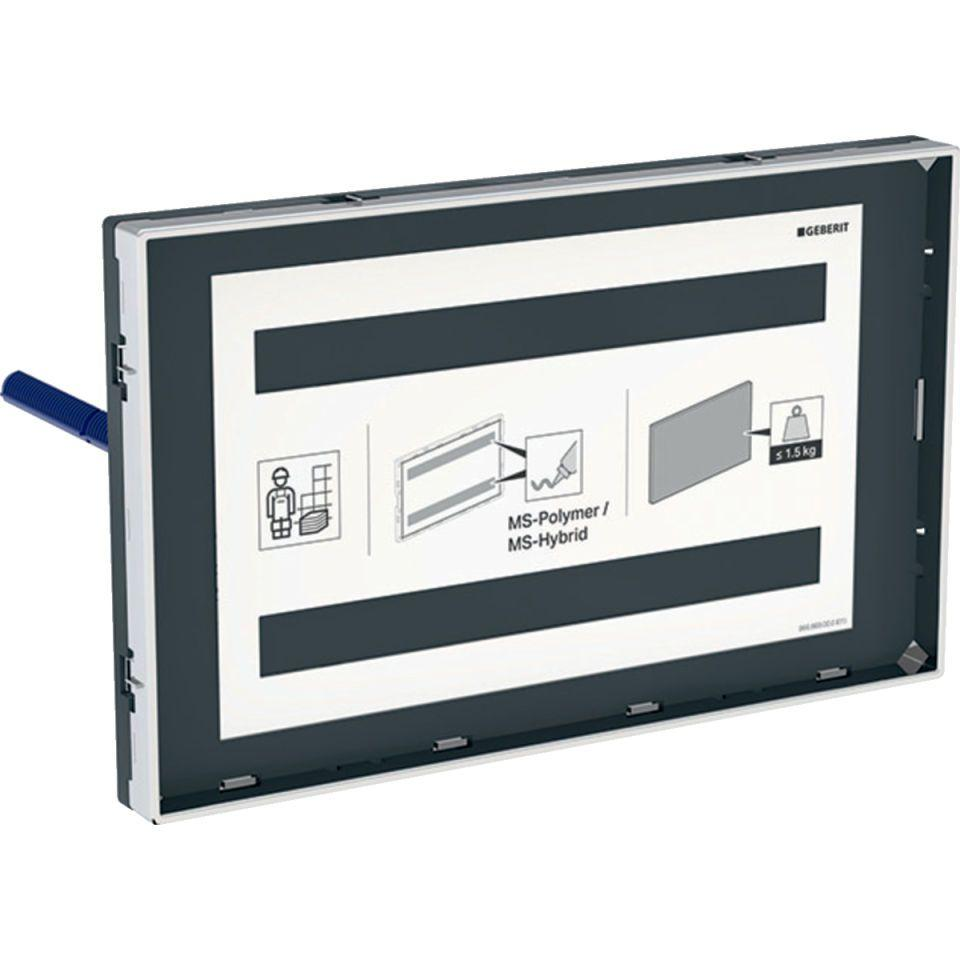 GEBERIT
≤ 1.5 kg
MS-Polymer /
MS-Hybrid